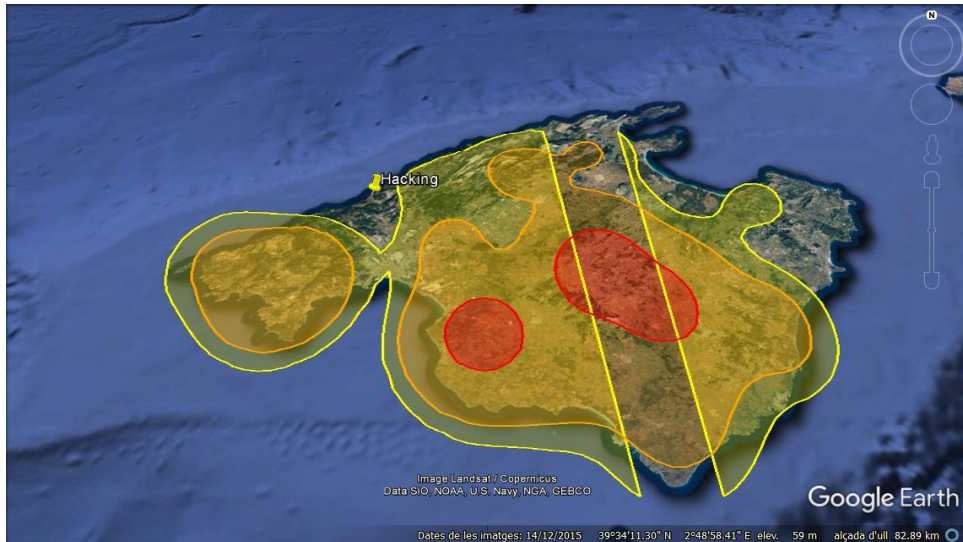 N
Hacking
Image Landsat / Copernicus
Data SIO, NOAA, U.S. Navy, NGA, GEBCO
Google Earth
Dates de les imatges: 14/12/2015 39°34'11.30" N 2°48'58.41" E elev. 59 m alçada d'ull 82.89 km